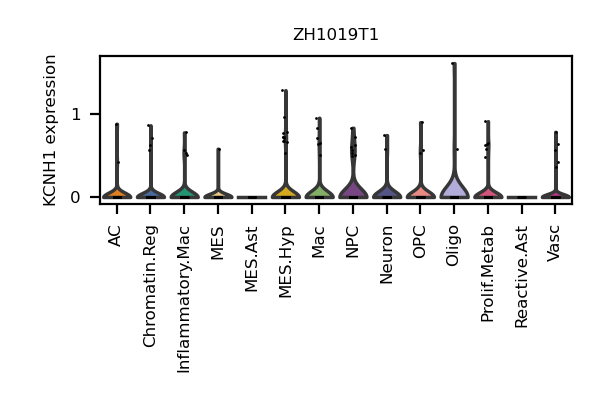 ZH1019T1
KCNH1 expression
1
0
AC
Chromatin.Reg
Inflammatory.Mac
MES
MES.Ast
MES.Hyp
Mac
NPC
Neuron
OPC
Oligo
Prolif.Metab
Reactive.Ast
Vasc